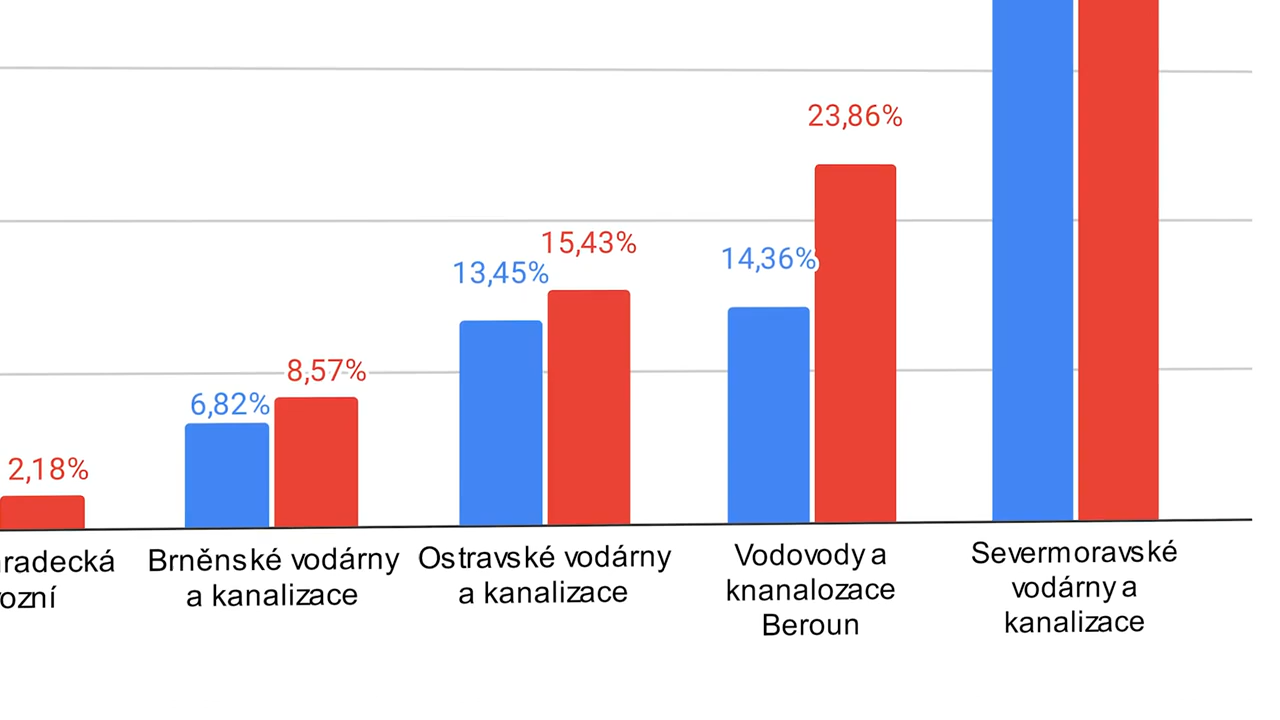 23,86%
14,36%
15,43%
13,45%
8,57%
6,82%
2,18%
Brněnské vodárny
a kanalizace
Ostravské vodárny
a kanalizace
Vodovody a
knanalozace
Beroun
Severmoravské
vodárny a
kanalizace